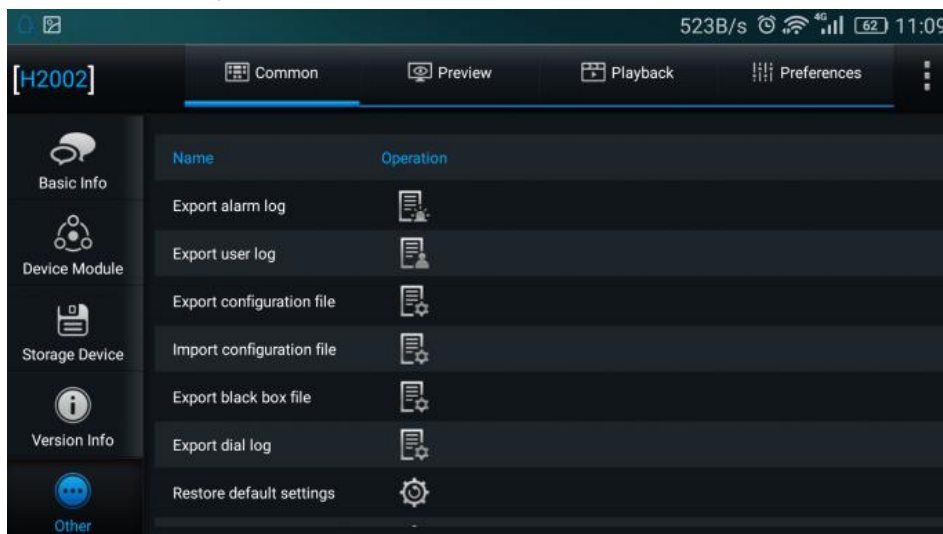 523B/s 4G 62 11:09
[H2002] Common Preview Playback Preferences
Basic Info
Device Module
Storage Device
Version Info
Other
Name Operation
Export alarm log
Export user log
Export configuration file
Import configuration file
Export black box file
Export dial log
Restore default settings